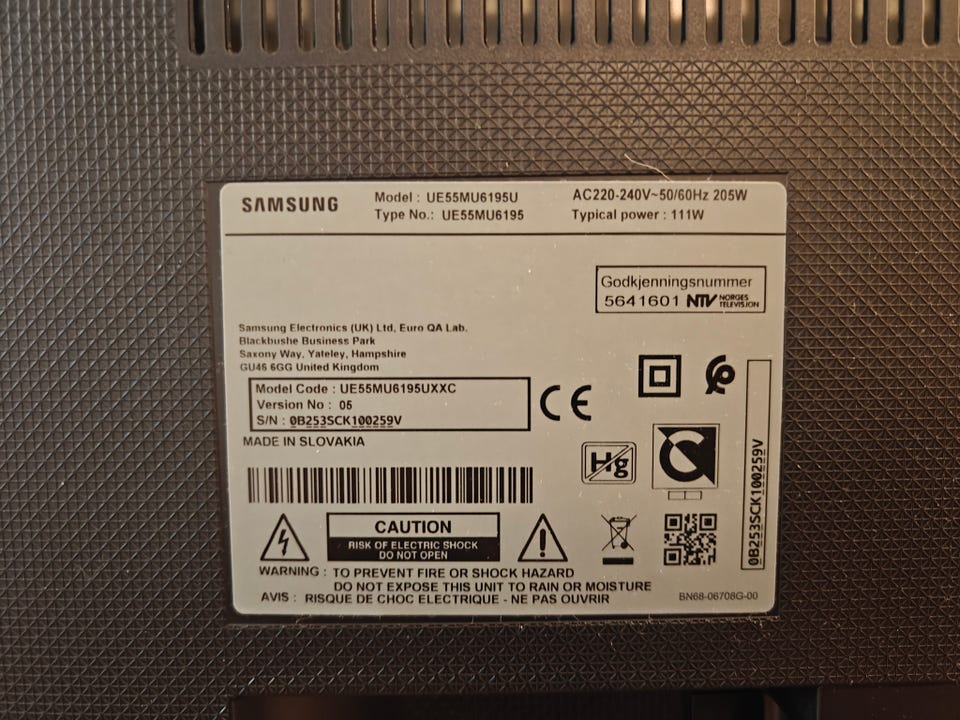 SAMSUNG
Model : UE55MU6195U
Type No.: UE55MU6195
AC220-240V~50/60Hz 205W
Typical power : 111W
Godkjenningsnummer
5641601 NTV NORGES
TELEVISJON
Samsung Electronics (UK) Ltd, Euro QA Lab.
Blackbushe Business Park
Saxony Way, Yateley, Hampshire
GU46 6GG United Kingdom
Model Code : UE55MU6195UXXC
Version No : 05
S/N : 0B253SCK100259V
MADE IN SLOVAKIA
CE
Hg
0B253SCK100259V
CAUTION
RISK OF ELECTRIC SHOCK
DO NOT OPEN
WARNING : TO PREVENT FIRE OR SHOCK HAZARD
DO NOT EXPOSE THIS UNIT TO RAIN OR MOISTURE
AVIS : RISQUE DE CHOC ELECTRIQUE - NE PAS OUVRIR
BN68-06708G-00